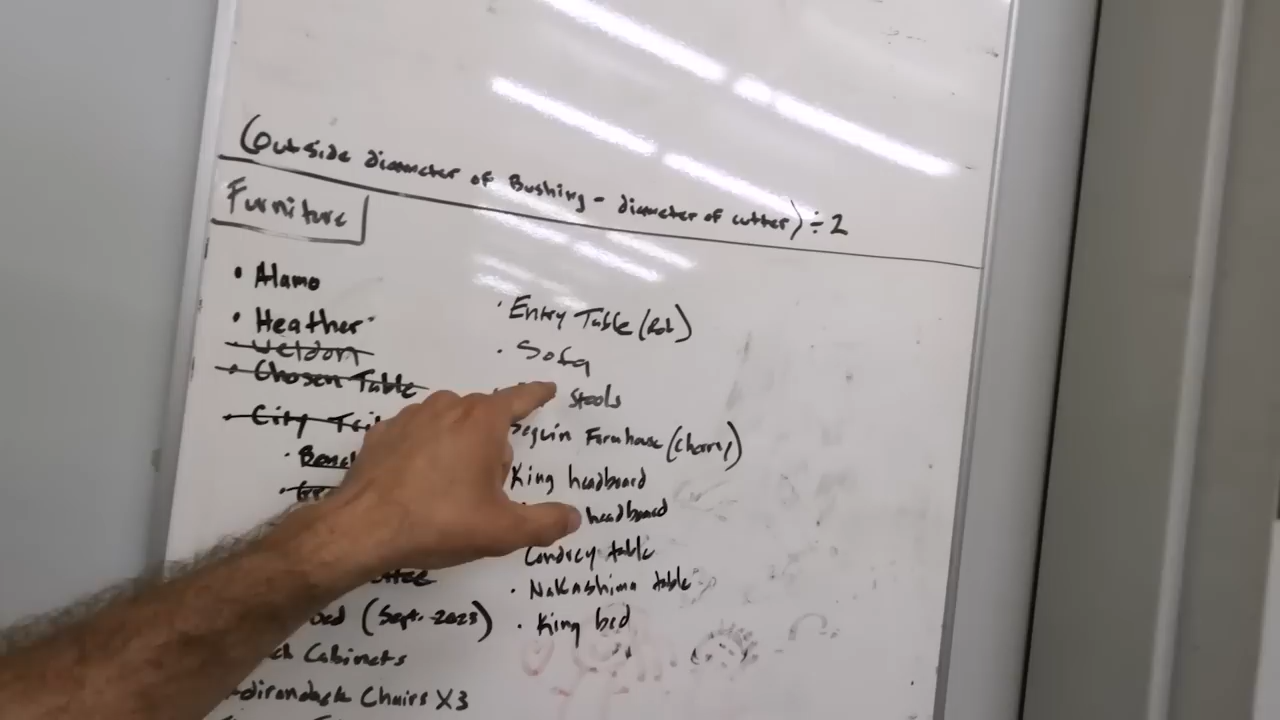 (Outside diameter of Bushing - diameter of cutter) ÷ 2
Furniture
• Alamo
• Heather
• Weldon
• Chosen Table
• City
• Bench
• Entry Table (Rob)
• Sofa
stools
Seguin Farmhouse (Cherry)
King headboard
headboard
Condrey table
• Nakashima table
• King bed
bed (Sept. 2023)
Cabinets
Adirondack Chairs X3